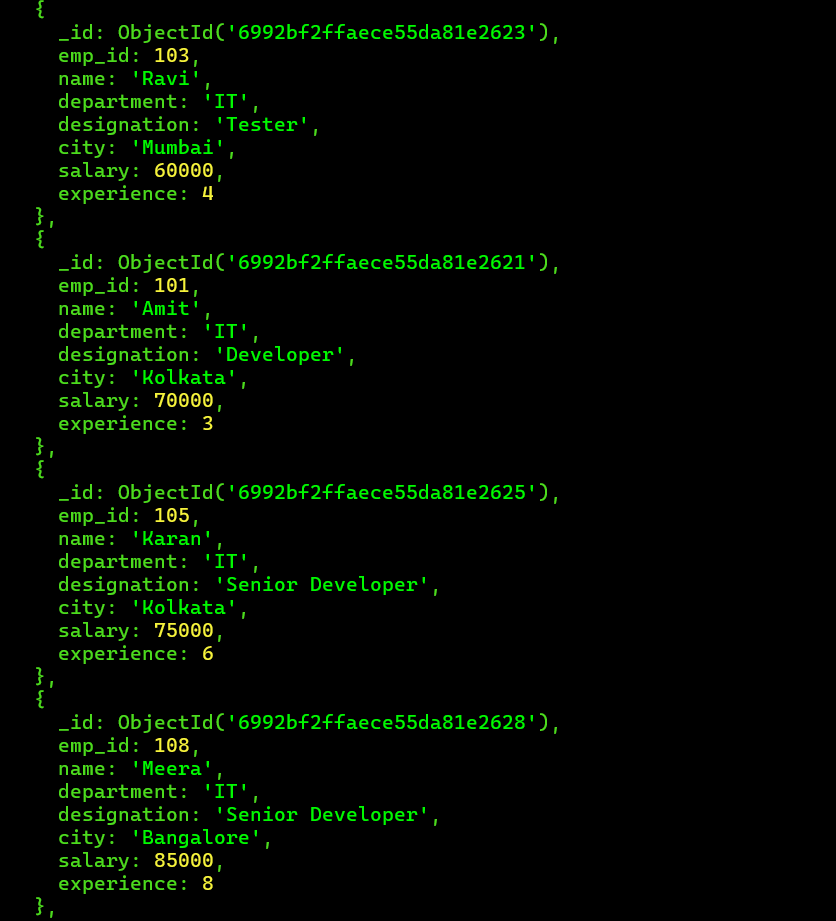 {
_id: ObjectId('6992bf2ffaece55da81e2623'),
emp_id: 103,
name: 'Ravi',
department: 'IT',
designation: 'Tester',
city: 'Mumbai',
salary: 60000,
experience: 4
},
{
_id: ObjectId('6992bf2ffaece55da81e2621'),
emp_id: 101,
name: 'Amit',
department: 'IT',
designation: 'Developer',
city: 'Kolkata',
salary: 70000,
experience: 3
},
{
_id: ObjectId('6992bf2ffaece55da81e2625'),
emp_id: 105,
name: 'Karan',
department: 'IT',
designation: 'Senior Developer',
city: 'Kolkata',
salary: 75000,
experience: 6
},
{
_id: ObjectId('6992bf2ffaece55da81e2628'),
emp_id: 108,
name: 'Meera',
department: 'IT',
designation: 'Senior Developer',
city: 'Bangalore',
salary: 85000,
experience: 8
},